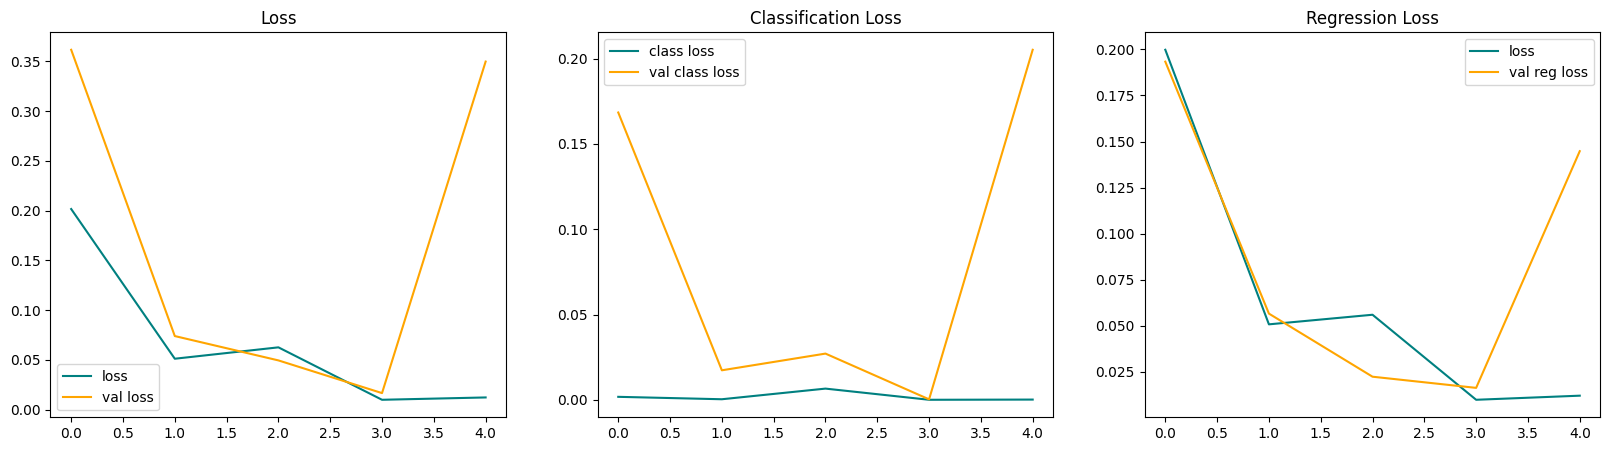 Loss
0.35
0.30
0.25
0.20
0.15
0.10
0.05
0.00
loss
val loss
0.0 0.5 1.0 1.5 2.0 2.5 3.0 3.5 4.0
Classification Loss
class loss
val class loss
0.20
0.15
0.10
0.05
0.00
0.0 0.5 1.0 1.5 2.0 2.5 3.0 3.5 4.0
Regression Loss
loss
val reg loss
0.200
0.175
0.150
0.125
0.100
0.075
0.050
0.025
0.0 0.5 1.0 1.5 2.0 2.5 3.0 3.5 4.0